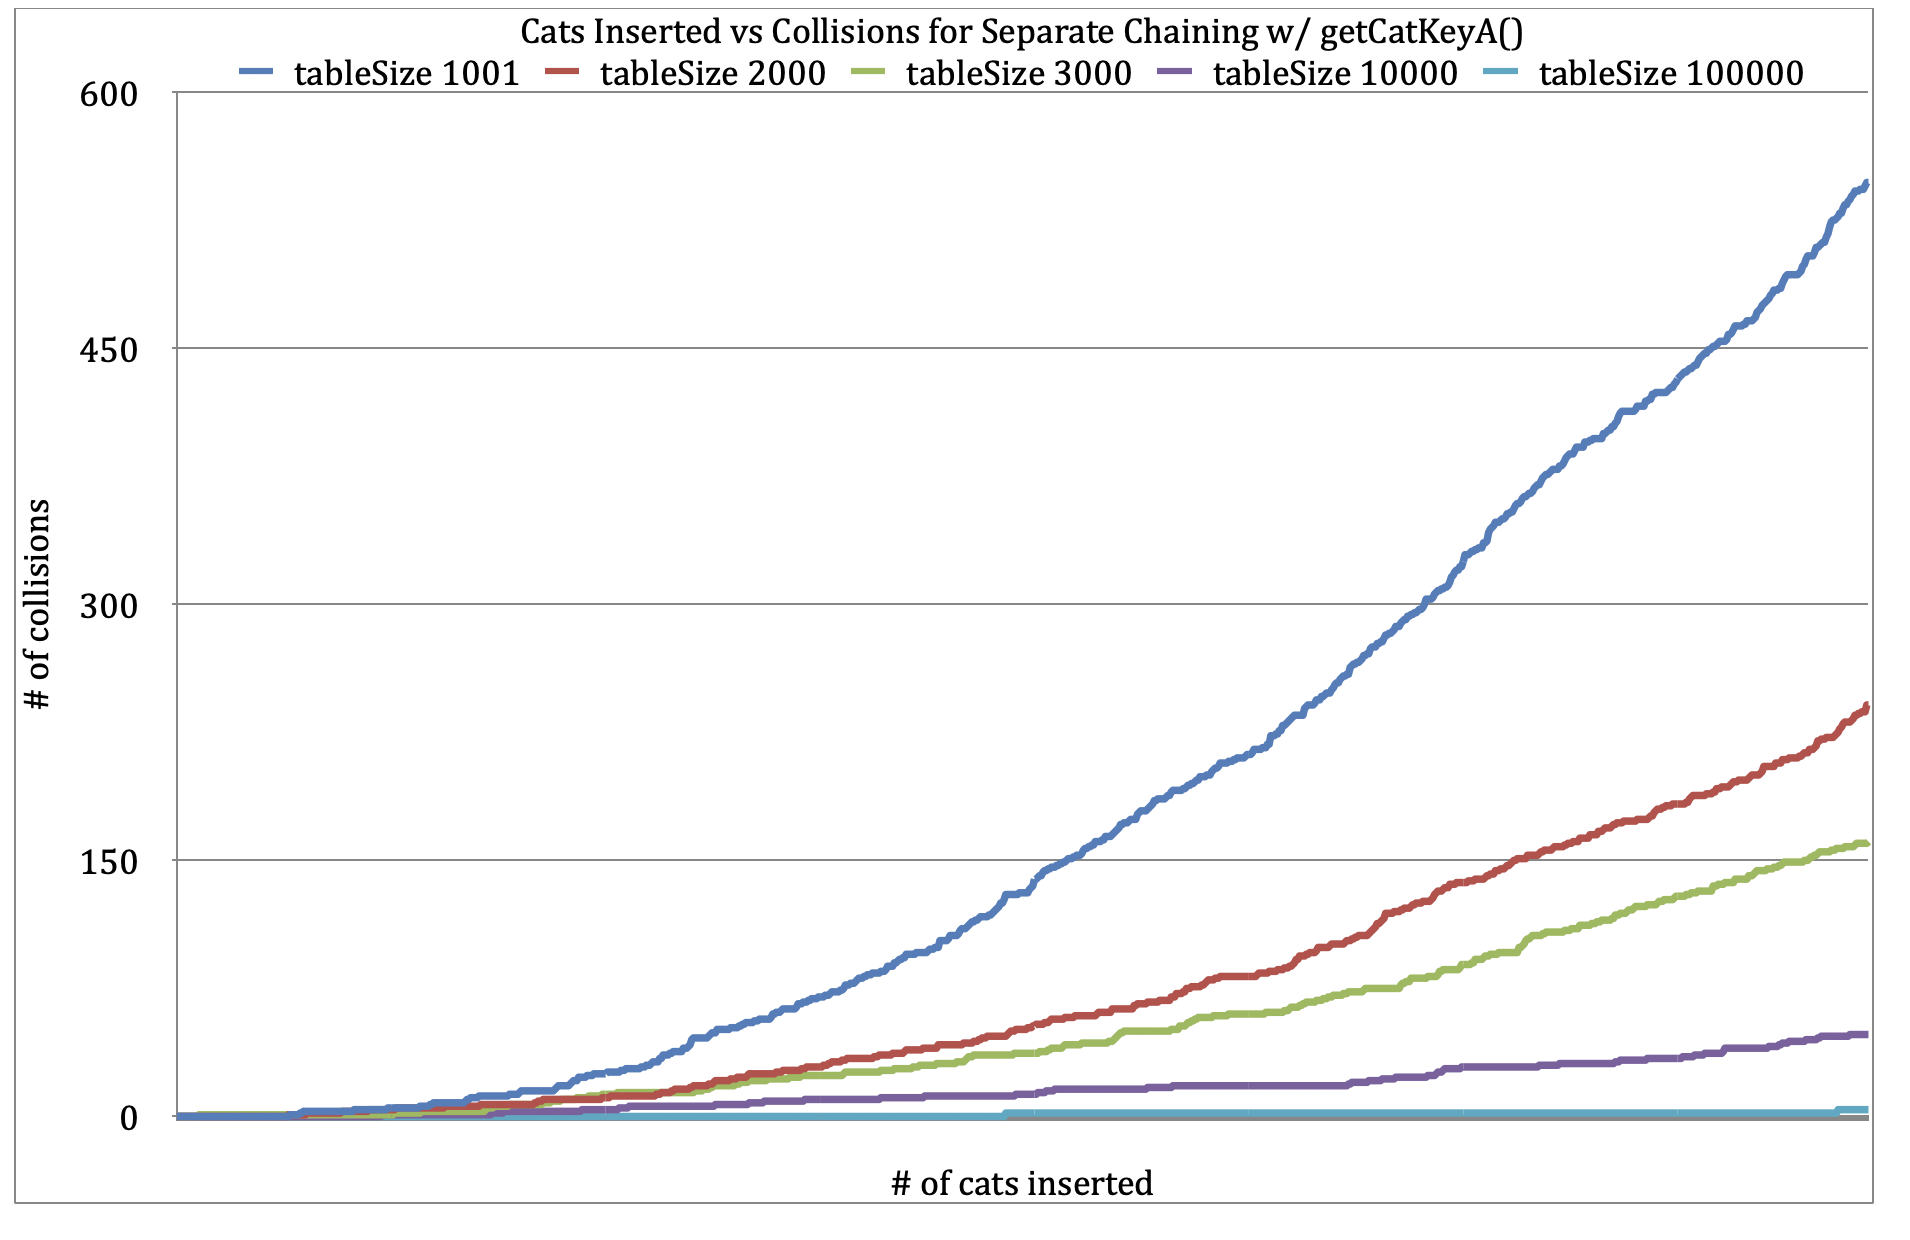 Cats Inserted vs Collisions for Separate Chaining w/ getCatKeyA()
tableSize 1001 tableSize 2000 tableSize 3000 tableSize 10000 tableSize 100000
600
450
300
150
0
# of collisions
# of cats inserted